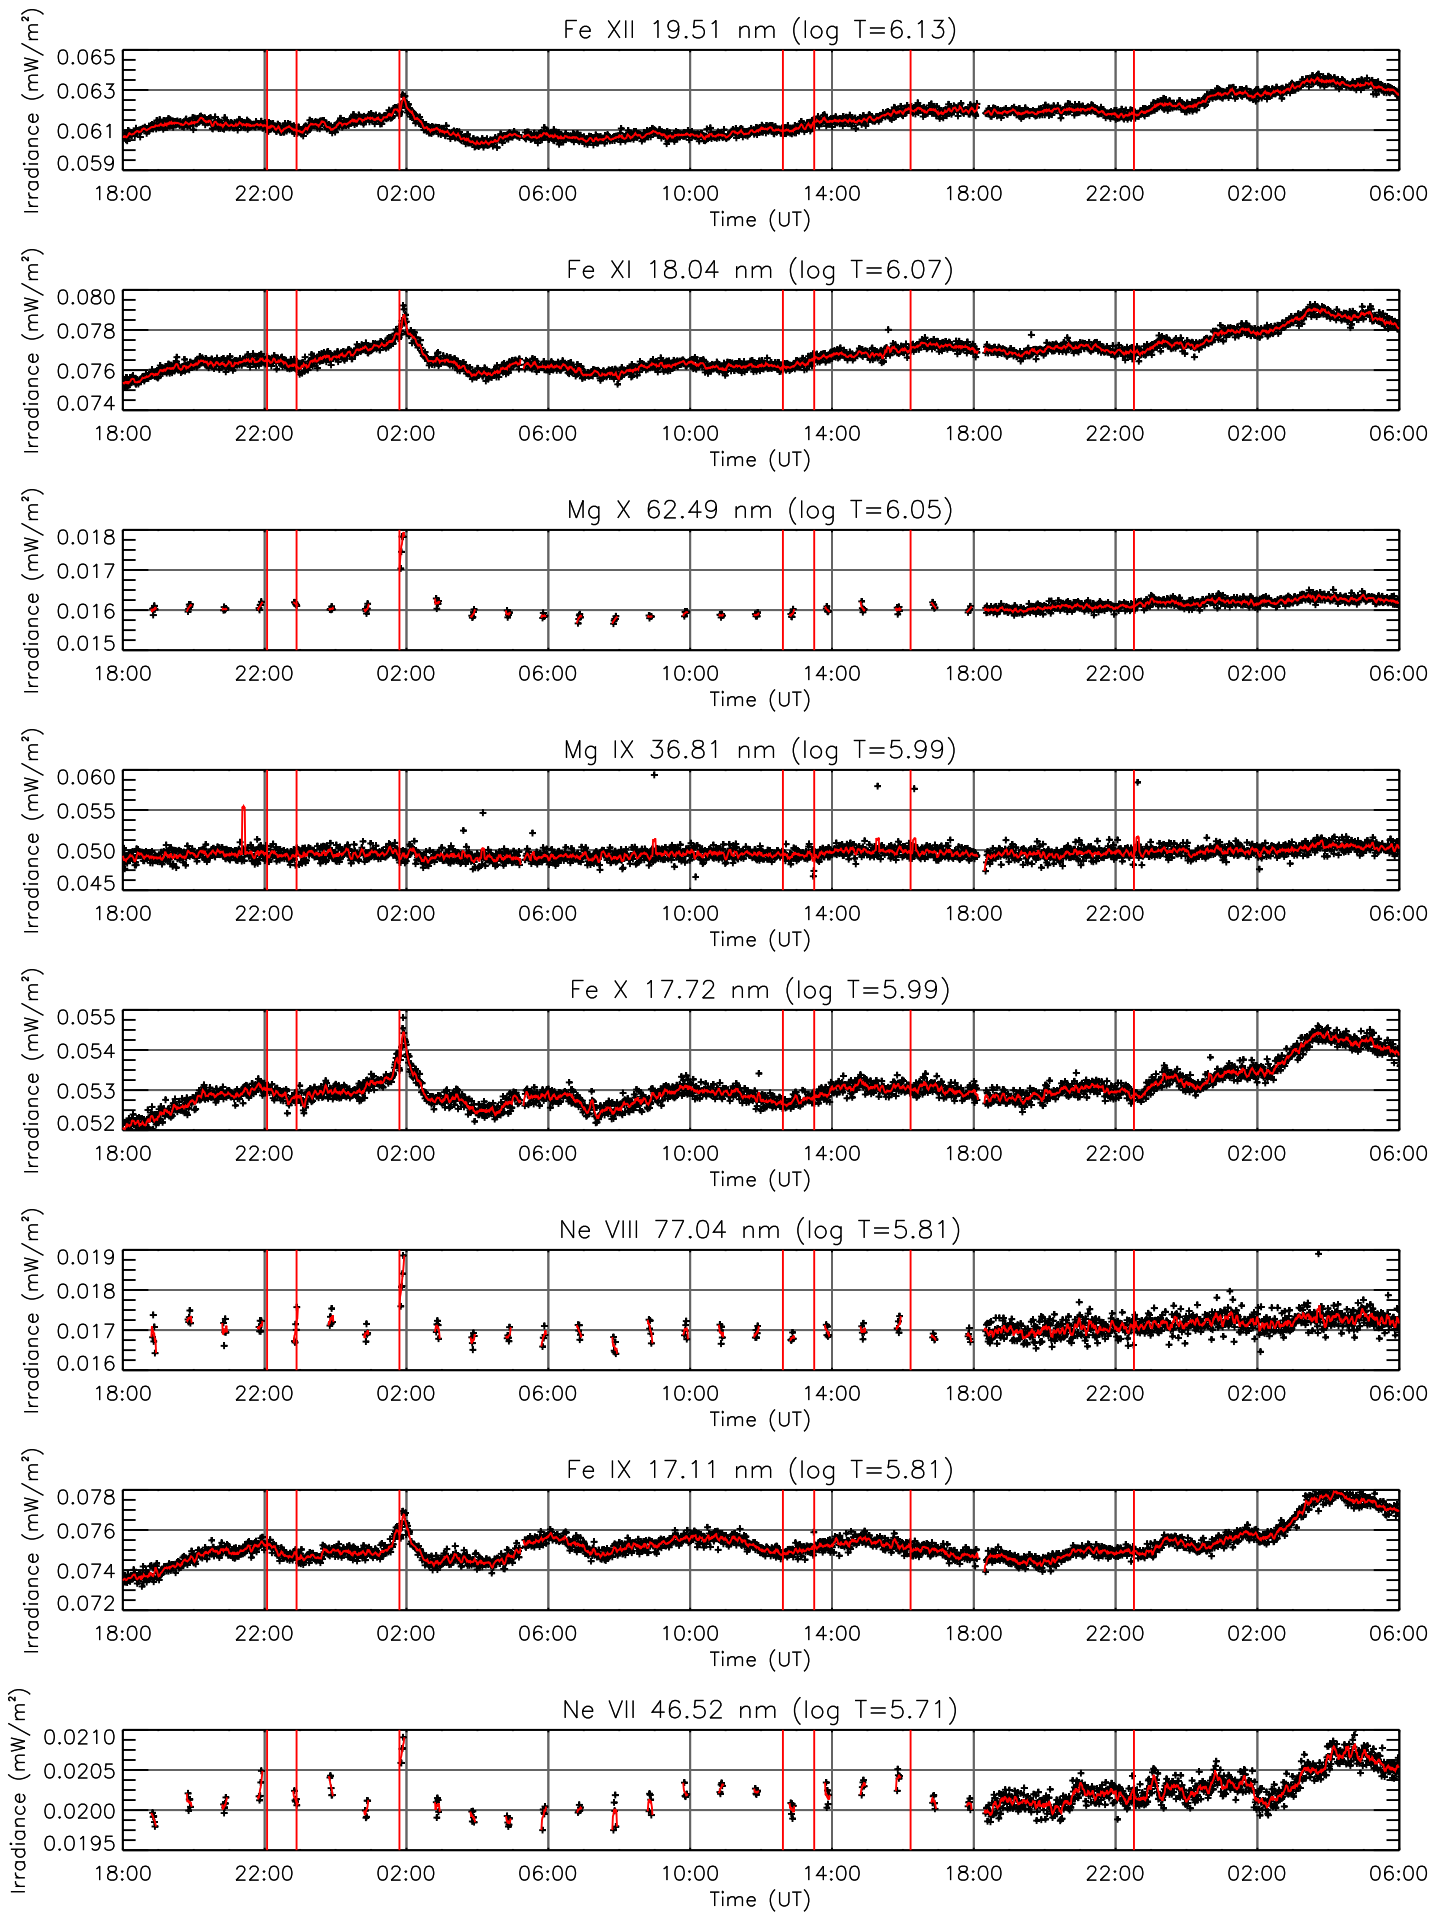 Fe XII 19.51 nm (log T=6.13)
Irradiance (mW/m²)
0.065
0.063
0.061
0.059
18:00 22:00 02:00 06:00 10:00 14:00 18:00 22:00 02:00 06:00
Time (UT)
Fe XI 18.04 nm (log T=6.07)
Irradiance (mW/m²)
0.080
0.078
0.076
0.074
18:00 22:00 02:00 06:00 10:00 14:00 18:00 22:00 02:00 06:00
Time (UT)
Mg X 62.49 nm (log T=6.05)
Irradiance (mW/m²)
0.018
0.017
0.016
0.015
18:00 22:00 02:00 06:00 10:00 14:00 18:00 22:00 02:00 06:00
Time (UT)
Mg IX 36.81 nm (log T=5.99)
Irradiance (mW/m²)
0.060
0.055
0.050
0.045
18:00 22:00 02:00 06:00 10:00 14:00 18:00 22:00 02:00 06:00
Time (UT)
Fe X 17.72 nm (log T=5.99)
Irradiance (mW/m²)
0.055
0.054
0.053
0.052
18:00 22:00 02:00 06:00 10:00 14:00 18:00 22:00 02:00 06:00
Time (UT)
Ne VIII 77.04 nm (log T=5.81)
Irradiance (mW/m²)
0.019
0.018
0.017
0.016
18:00 22:00 02:00 06:00 10:00 14:00 18:00 22:00 02:00 06:00
Time (UT)
Fe IX 17.11 nm (log T=5.81)
Irradiance (mW/m²)
0.078
0.076
0.074
0.072
18:00 22:00 02:00 06:00 10:00 14:00 18:00 22:00 02:00 06:00
Time (UT)
Ne VII 46.52 nm (log T=5.71)
Irradiance (mW/m²)
0.0210
0.0205
0.0200
0.0195
18:00 22:00 02:00 06:00 10:00 14:00 18:00 22:00 02:00 06:00
Time (UT)